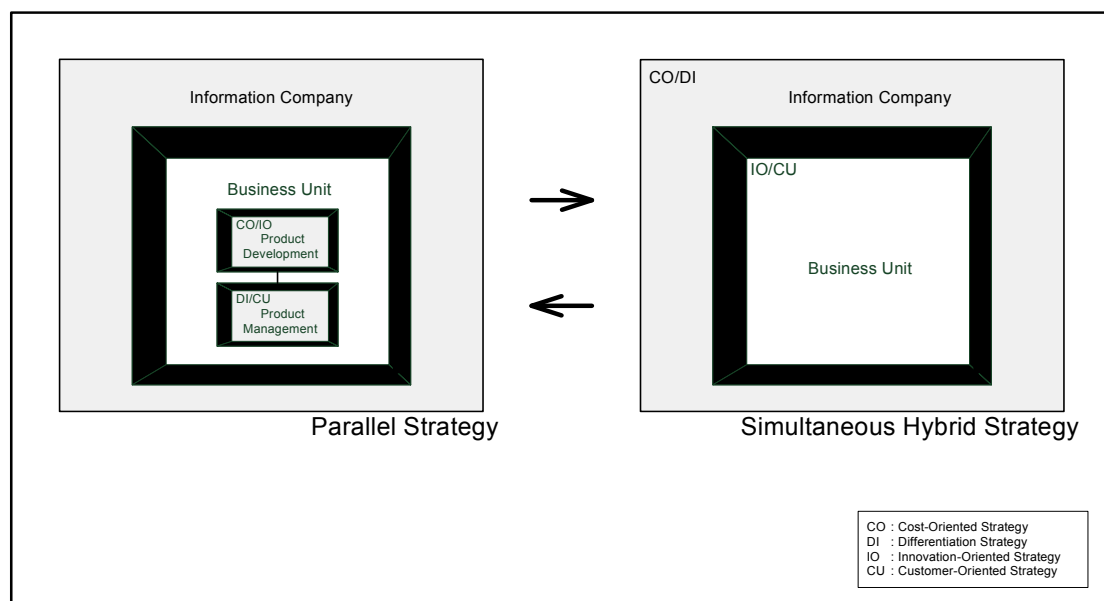 Information Company
Business Unit
CO/IO
Product
Development
DI/CU
Product
Management
Parallel Strategy
CO/DI
Information Company
IO/CU
Business Unit
Simultaneous Hybrid Strategy
CO : Cost-Oriented Strategy
DI : Differentiation Strategy
IO : Innovation-Oriented Strategy
CU : Customer-Oriented Strategy